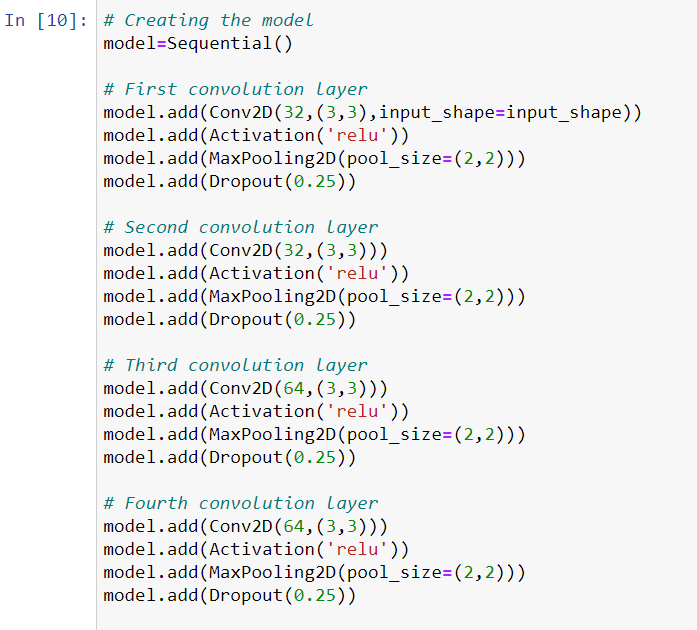 In [10]: # Creating the model
model=Sequential()
# First convolution layer
model.add(Conv2D(32,(3,3),input_shape=input_shape))
model.add(Activation('relu'))
model.add(MaxPooling2D(pool_size=(2,2)))
model.add(Dropout(0.25))
# Second convolution layer
model.add(Conv2D(32,(3,3)))
model.add(Activation('relu'))
model.add(MaxPooling2D(pool_size=(2,2)))
model.add(Dropout(0.25))
# Third convolution layer
model.add(Conv2D(64,(3,3)))
model.add(Activation('relu'))
model.add(MaxPooling2D(pool_size=(2,2)))
model.add(Dropout(0.25))
# Fourth convolution layer
model.add(Conv2D(64,(3,3)))
model.add(Activation('relu'))
model.add(MaxPooling2D(pool_size=(2,2)))
model.add(Dropout(0.25))